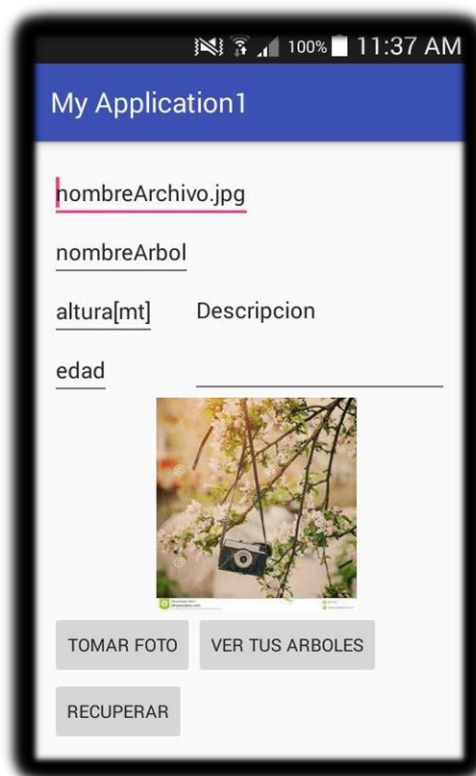 100% 11:37 AM
My Application1
nombreArchivo.jpg
nombreArbol
altura[mt] Descripcion
edad
TOMAR FOTO VER TUS ARBOLES
RECUPERAR